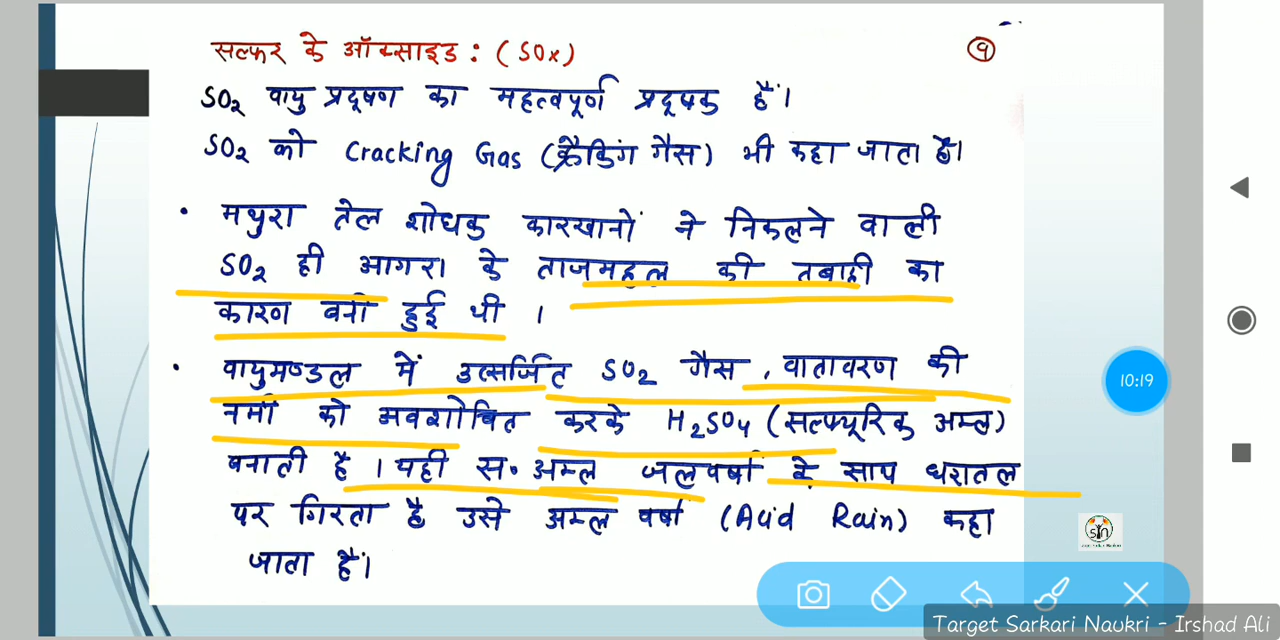 सल्फर के ऑक्साइड : (SOx)
9
SO₂ वायु प्रदूषण का महत्वपूर्ण प्रदूषक है।
SO₂ को Cracking Gas (क्रैकिंग गैस) भी कहा जाता है।
• मथुरा तेल शोधक कारखानों ने निकलने वाली
SO₂ ही आगरा के ताजमहल की तबाही का
कारण बनी हुई थी ।
• वायुमण्डल में उत्सर्जित SO₂ गैस , वातावरण की
नमी को अवशोषित करके H₂SO₄ (सल्फ्यूरिक अम्ल)
बनाती है । यही स॰ अम्ल जलवर्षा के साथ धरातल
पर गिरता है उसे अम्ल वर्षा (Acid Rain) कहा
जाता है।
10:19
Target Sarkari Naukri - Irshad Ali